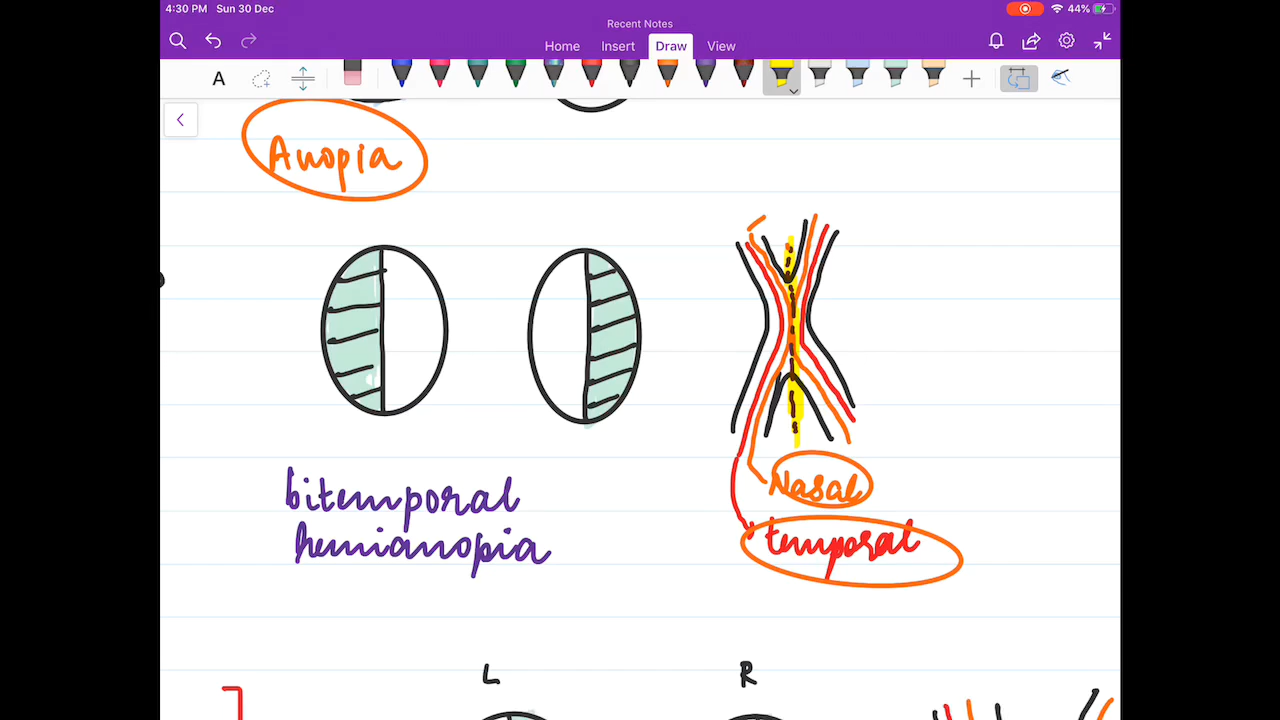 4:30 PM Sun 30 Dec
44%
Recent Notes
Home Insert Draw View
A
Anopia
Nasal
bitemporal
temporal
hemianopia
L R